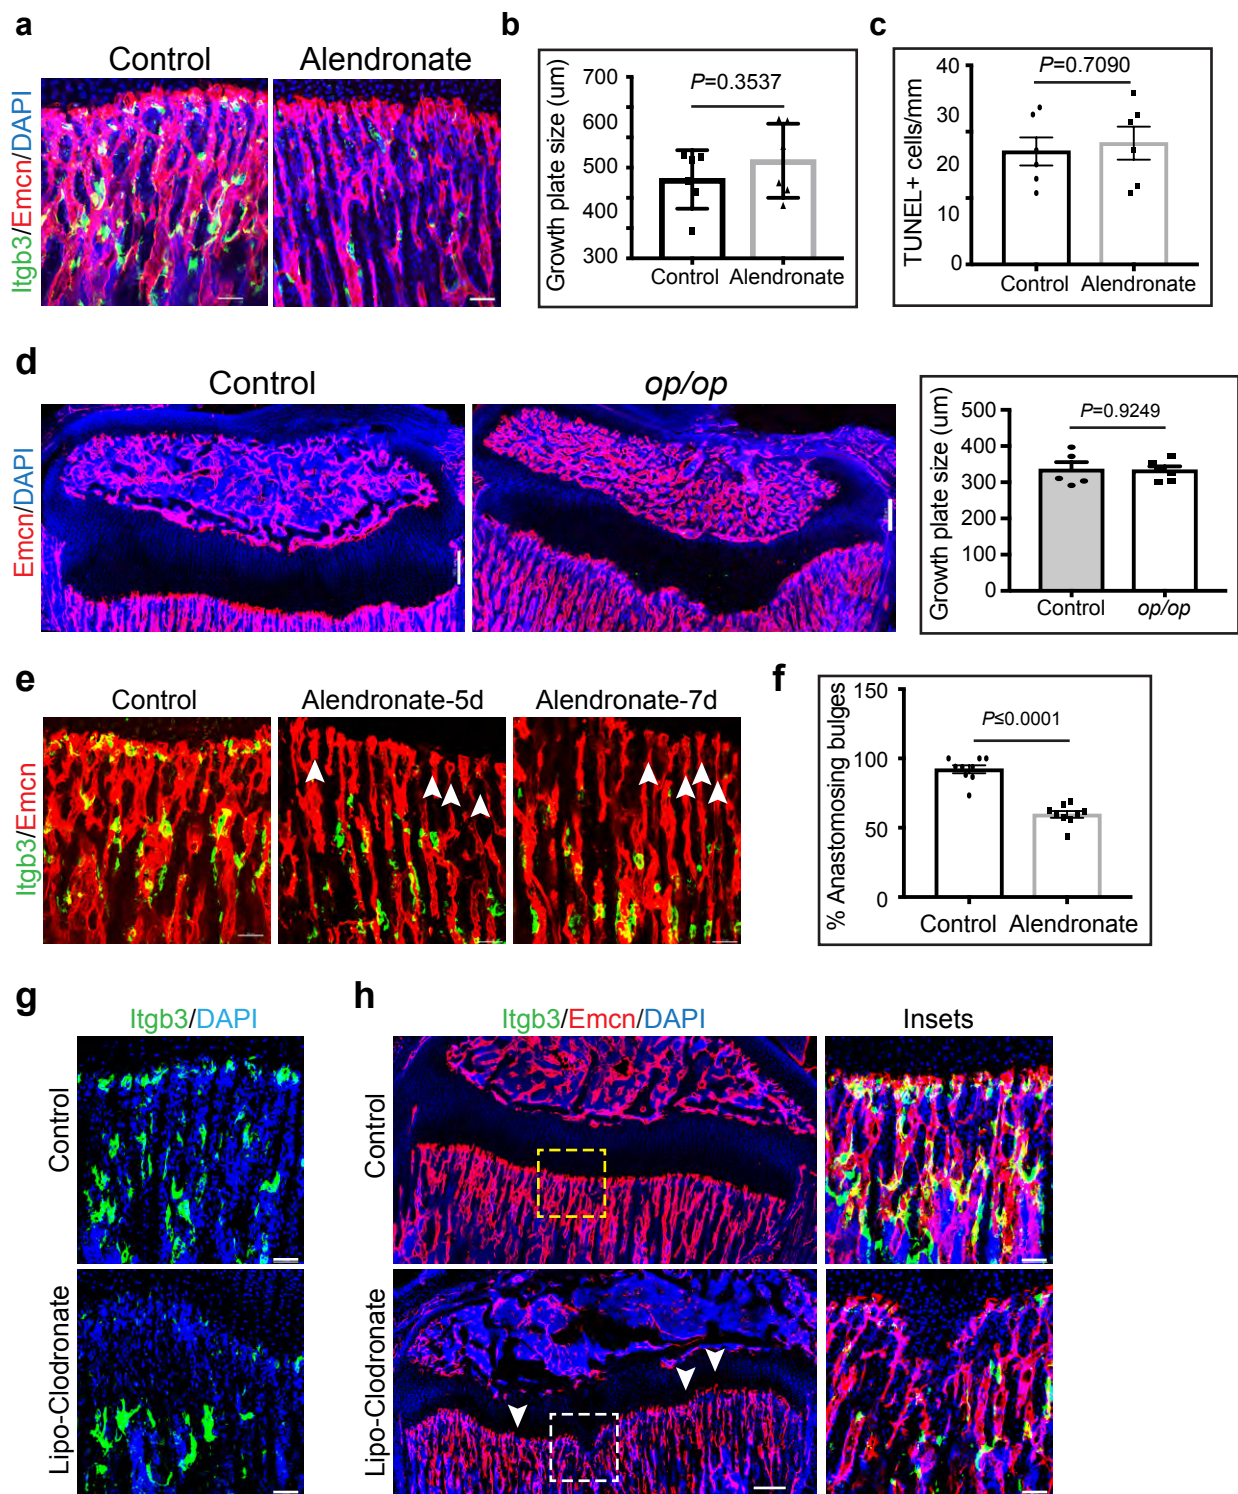 a
Control
Alendronate
Itgb3/Emcn/DAPI
b
Growth plate size (um)
700
600
500
400
300
P=0.3537
Control
Alendronate
c
TUNEL+ cells/mm
40
30
20
10
0
P=0.7090
Control
Alendronate
d
Control
op/op
Emcn/DAPI
Growth plate size (um)
500
400
300
200
100
0
P=0.9249
Control
op/op
e
Control
Alendronate-5d
Alendronate-7d
Itgb3/Emcn
f
% Anastomosing bulges
150
100
50
0
P≤0.0001
Control
Alendronate
g
Itgb3/DAPI
Control
Lipo-Clodronate
h
Itgb3/Emcn/DAPI
Insets
Control
Lipo-Clodronate